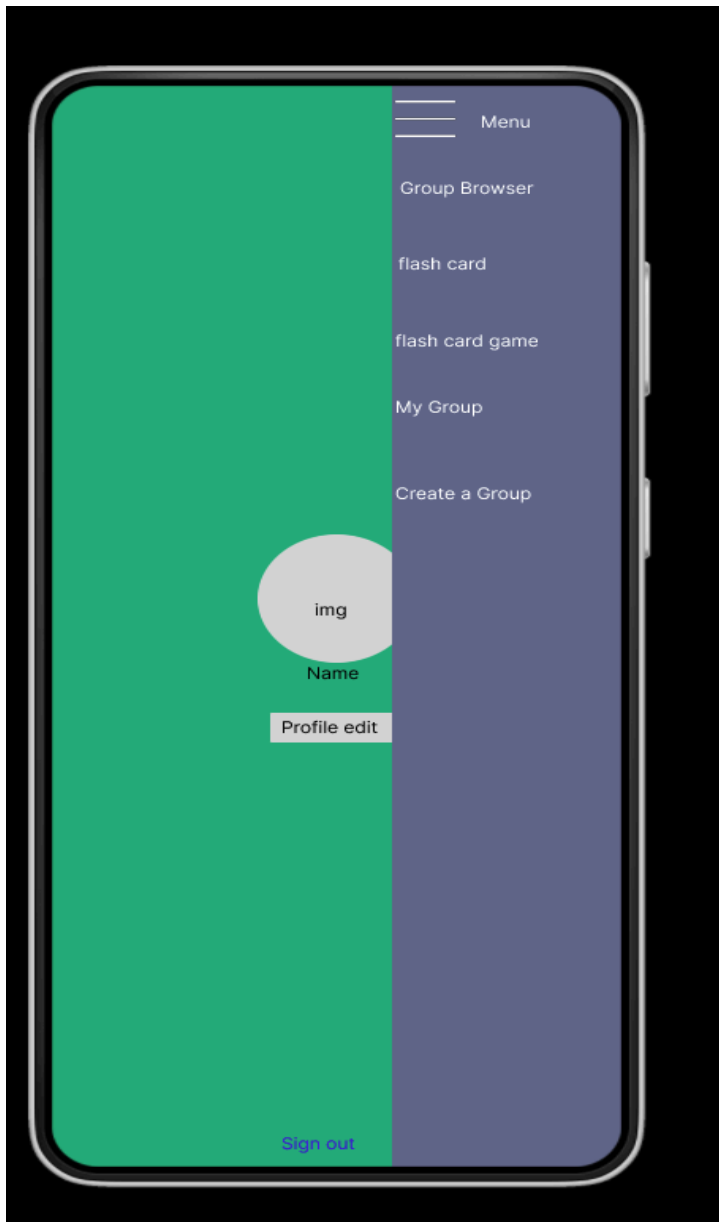 Menu
Group Browser
flash card
flash card game
My Group
Create a Group
img
Name
Profile edit
Sign out